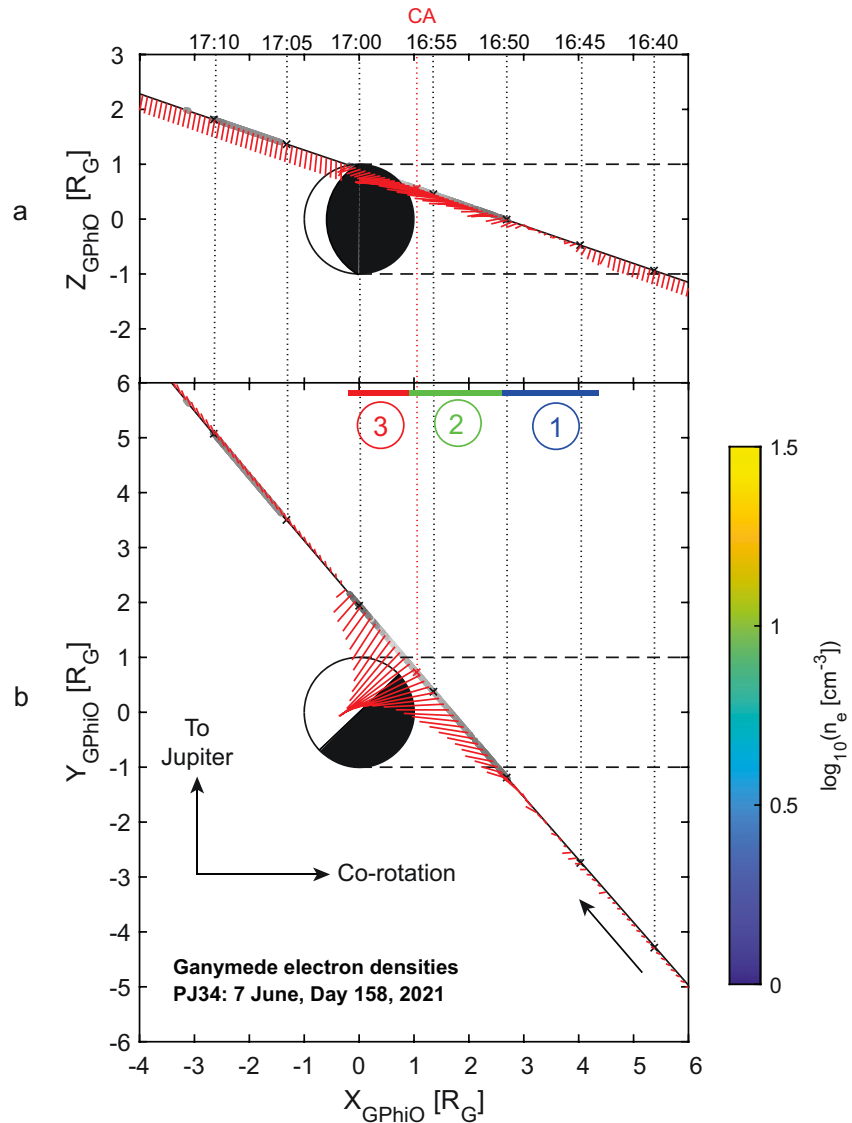 CA
17:10 17:05 17:00 16:55 16:50 16:45 16:40
3
2
1
0
-1
-2
a
Z_GPhiO [R_G]
6
5
4
3
2
1
0
-1
-2
-3
-4
-5
-6
b
Y_GPhiO [R_G]
3 2 1
To
Jupiter
Co-rotation
Ganymede electron densities
PJ34: 7 June, Day 158, 2021
-4 -3 -2 -1 0 1 2 3 4 5 6
X_GPhiO [R_G]
1.5
1
0.5
0
log10(n_e [cm^-3])